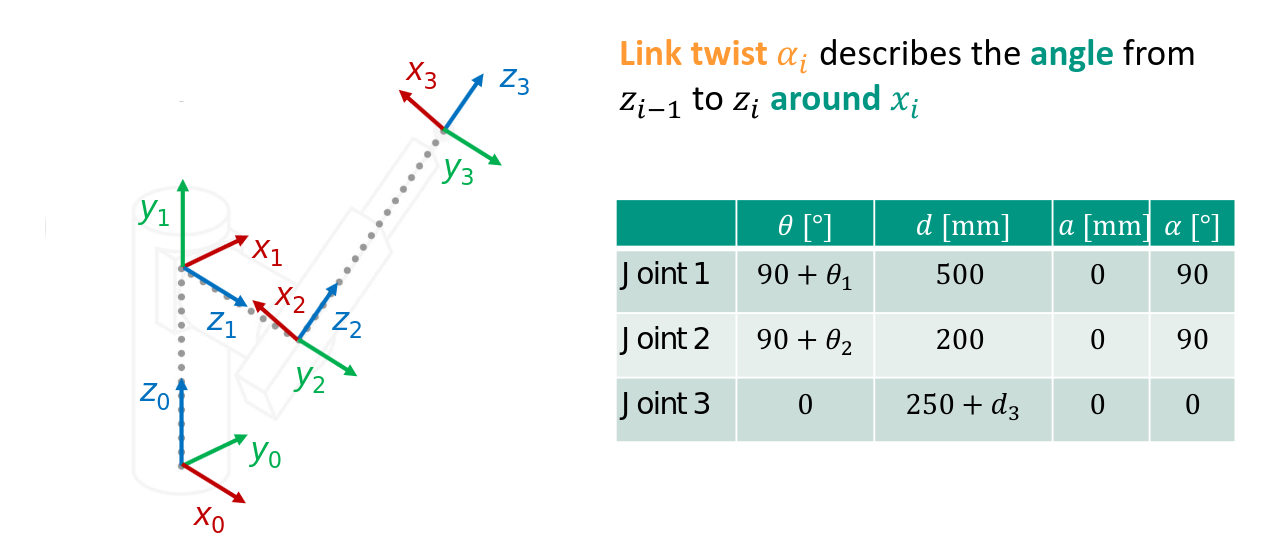 Link twist αᵢ describes the angle from
zᵢ₋₁ to zᵢ around xᵢ
x₃
z₃
y₃
y₁
x₁
z₁
x₂
z₂
y₂
z₀
y₀
x₀
θ [°] d [mm] a [mm] α [°]
Joint 1 90 + θ₁ 500 0 90
Joint 2 90 + θ₂ 200 0 90
Joint 3 0 250 + d₃ 0 0